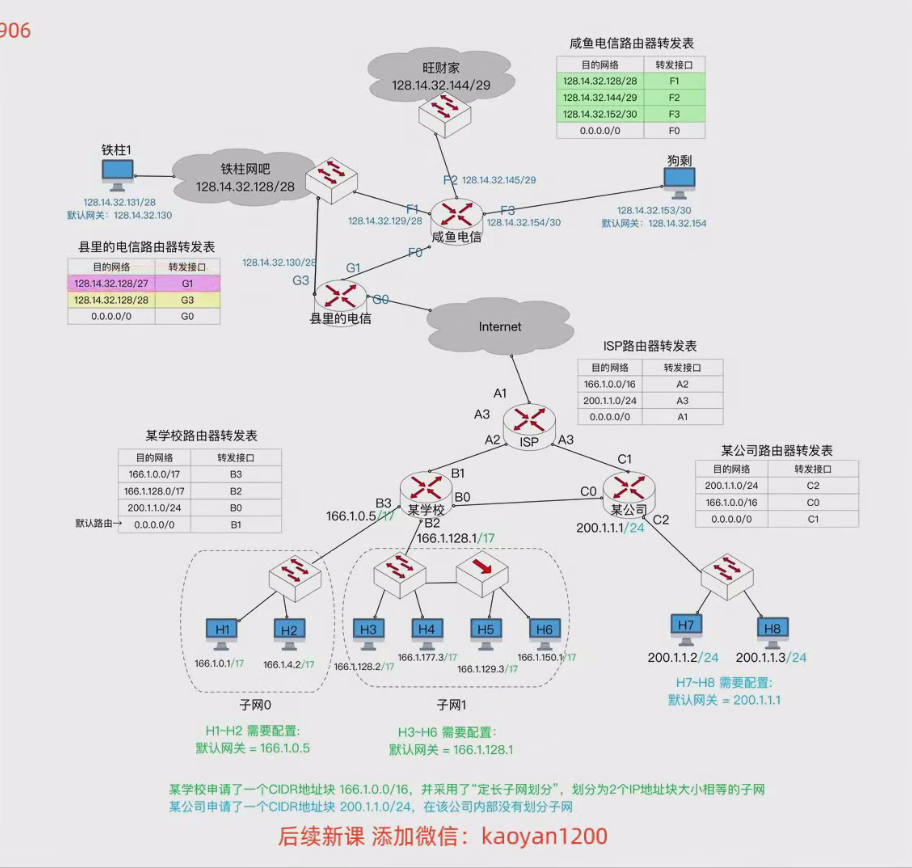 906
咸鱼电信路由器转发表
目的网络 转发接口
128.14.32.128/28 F1
128.14.32.144/29 F2
128.14.32.152/30 F3
0.0.0.0/0 F0
旺财家
128.14.32.144/29
铁柱1
128.14.32.131/28
默认网关：128.14.32.130
铁柱网吧
128.14.32.128/28
F2 128.14.32.145/29
F1
128.14.32.129/28
F3
128.14.32.154/30
咸鱼电信
F0
狗剩
128.14.32.153/30
默认网关：128.14.32.154
县里的电信路由器转发表
目的网络 转发接口
128.14.32.128/27 G1
128.14.32.128/28 G3
0.0.0.0/0 G0
128.14.32.130/28
G3
G1
G0
县里的电信
Internet
ISP路由器转发表
目的网络 转发接口
166.1.0.0/16 A2
200.1.1.0/24 A3
0.0.0.0/0 A1
A1
A3
A2
ISP
A3
某学校路由器转发表
目的网络 转发接口
166.1.0.0/17 B3
166.1.128.0/17 B2
200.1.1.0/24 B0
默认路由→ 0.0.0.0/0 B1
某公司路由器转发表
目的网络 转发接口
200.1.1.0/24 C2
166.1.0.0/16 C0
0.0.0.0/0 C1
B1
B3
166.1.0.5/17
某学校
B0
B2
166.1.128.1/17
C1
C0
某公司
200.1.1.1/24
C2
H1
166.1.0.1/17
H2
166.1.4.2/17
子网0
H1~H2 需要配置:
默认网关 = 166.1.0.5
H3
166.1.128.2/17
H4
166.1.177.3/17
H5
166.1.129.3/17
H6
166.1.150.1/17
子网1
H3~H6 需要配置:
默认网关 = 166.1.128.1
H7
200.1.1.2/24
H8
200.1.1.3/24
H7~H8 需要配置:
默认网关 = 200.1.1.1
某学校申请了一个CIDR地址块 166.1.0.0/16，并采用了“定长子网划分”，划分为2个IP地址块大小相等的子网
某公司申请了一个CIDR地址块 200.1.1.0/24，在该公司内部没有划分子网
后续新课 添加微信：kaoyan1200